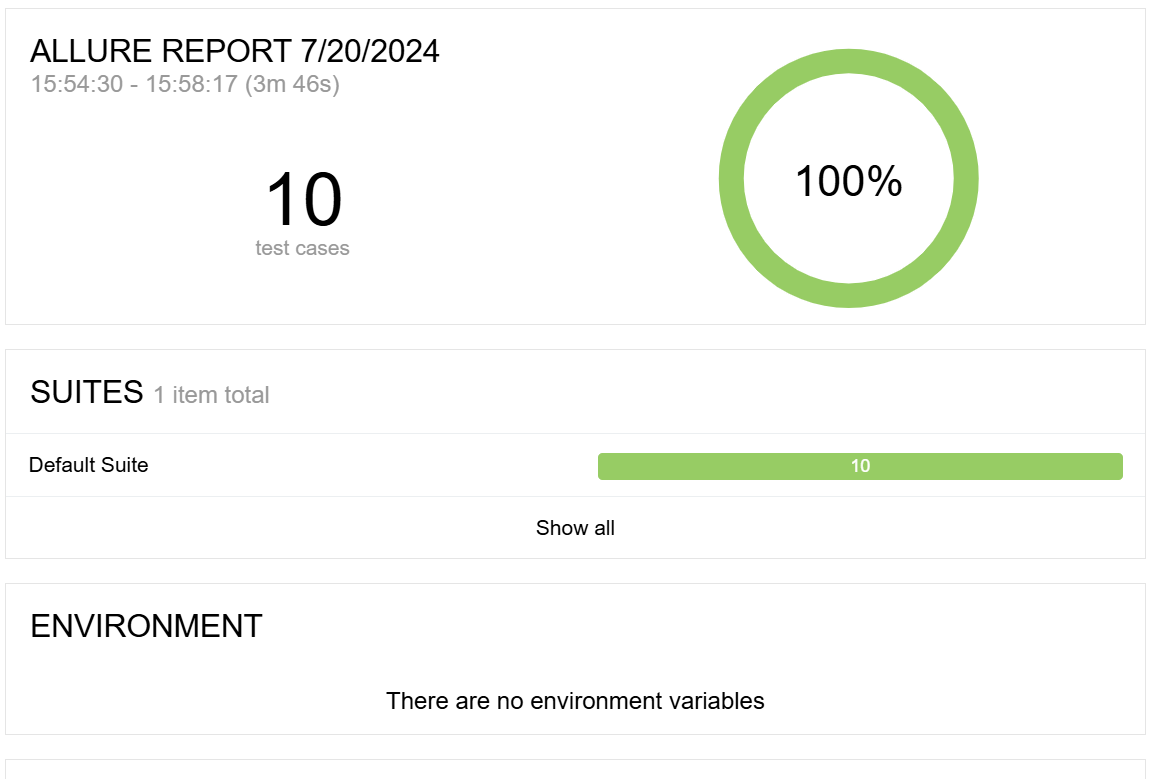 ALLURE REPORT 7/20/2024
15:54:30 - 15:58:17 (3m 46s)
10
test cases
100%
SUITES 1 item total
Default Suite 10
Show all
ENVIRONMENT
There are no environment variables